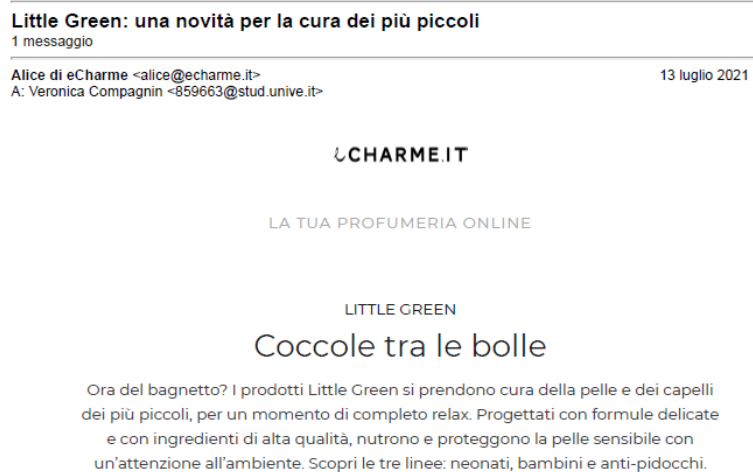 Little Green: una novità per la cura dei più piccoli
1 messaggio
Alice di eCharme <alice@echarme.it>
13 luglio 2021
A: Veronica Compagnin <859663@stud.unive.it>
eCHARME.IT
LA TUA PROFUMERIA ONLINE
LITTLE GREEN
Coccole tra le bolle
Ora del bagnetto? I prodotti Little Green si prendono cura della pelle e dei capelli
dei più piccoli, per un momento di completo relax. Progettati con formule delicate
e con ingredienti di alta qualità, nutrono e proteggono la pelle sensibile con
un'attenzione all'ambiente. Scopri le tre linee: neonati, bambini e anti-pidocchi.